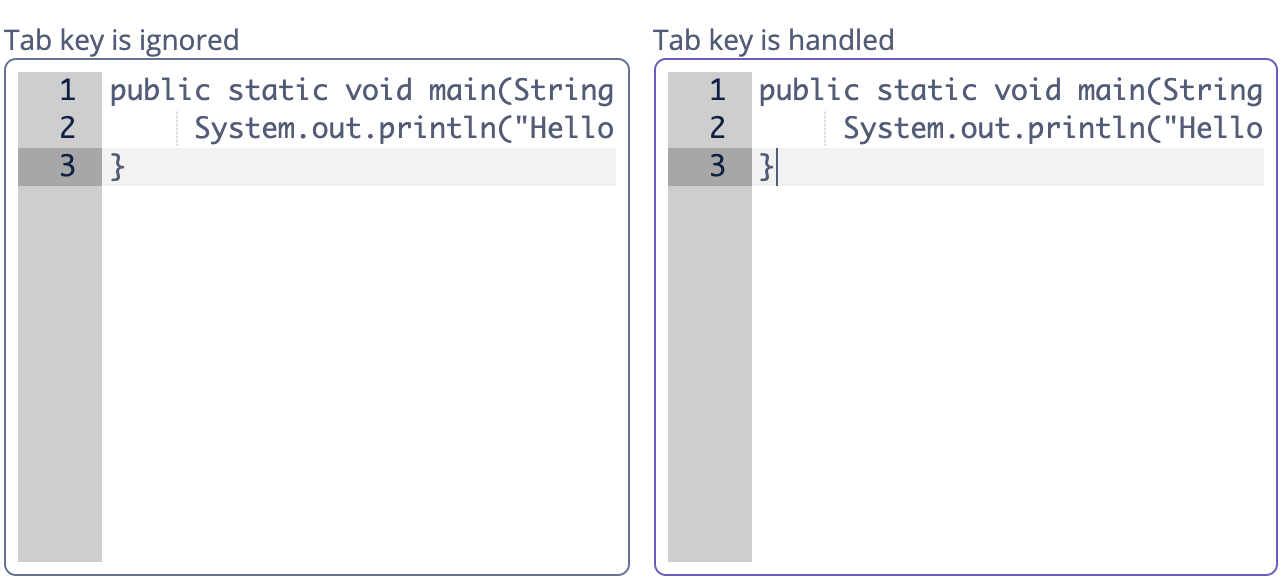 Tab key is ignored
1 public static void main(String
2 System.out.println("Hello
3 }
Tab key is handled
1 public static void main(String
2 System.out.println("Hello
3 }